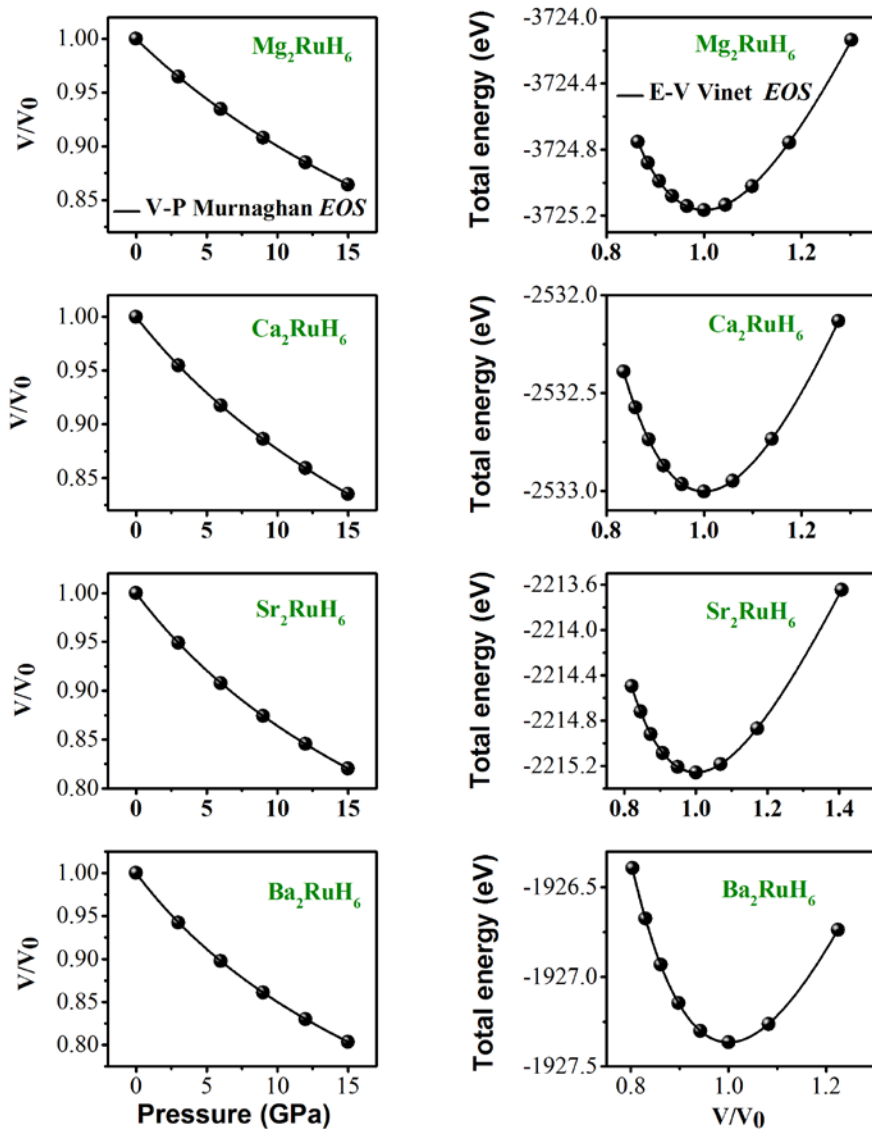 Mg2RuH6
V-P Murnaghan EOS
V/V0
1.00
0.95
0.90
0.85
0 5 10 15
Mg2RuH6
E-V Vinet EOS
Total energy (eV)
-3724.0
-3724.4
-3724.8
-3725.2
0.8 1.0 1.2
Ca2RuH6
V/V0
1.00
0.95
0.90
0.85
0 5 10 15
Ca2RuH6
Total energy (eV)
-2532.0
-2532.5
-2533.0
0.8 1.0 1.2
Sr2RuH6
V/V0
1.00
0.95
0.90
0.85
0.80
0 5 10 15
Sr2RuH6
Total energy (eV)
-2213.6
-2214.0
-2214.4
-2214.8
-2215.2
0.8 1.0 1.2 1.4
Ba2RuH6
V/V0
1.00
0.95
0.90
0.85
0.80
0 5 10 15
Pressure (GPa)
Ba2RuH6
Total energy (eV)
-1926.5
-1927.0
-1927.5
0.8 1.0 1.2
V/V0